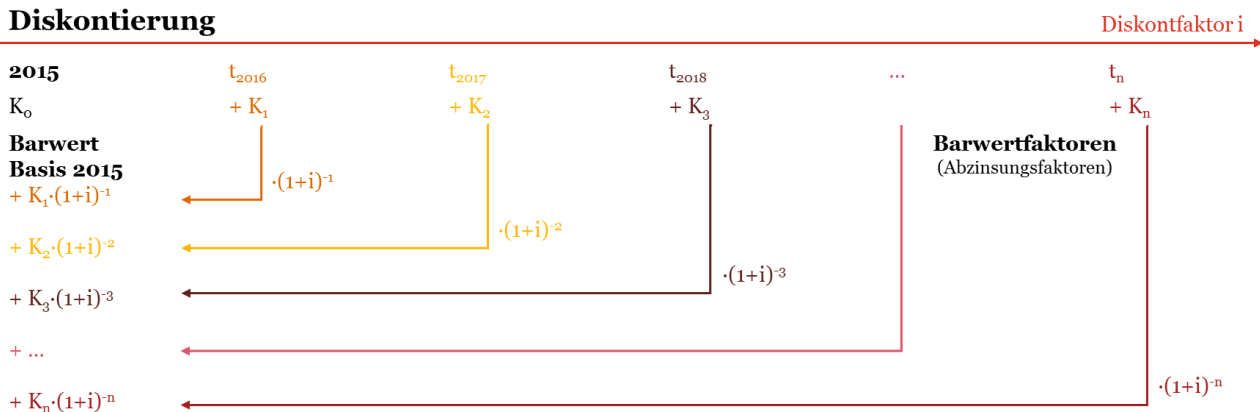 Diskontierung
Diskontfaktor i
2015 t₂₀₁₆ t₂₀₁₇ t₂₀₁₈ ... tₙ
K₀ + K₁ + K₂ + K₃ + Kₙ
Barwert
Basis 2015
Barwertfaktoren
(Abzinsungsfaktoren)
+ K₁·(1+i)⁻¹ ·(1+i)⁻¹
+ K₂·(1+i)⁻² ·(1+i)⁻²
+ K₃·(1+i)⁻³ ·(1+i)⁻³
+ ...
+ Kₙ·(1+i)⁻ⁿ ·(1+i)⁻ⁿ